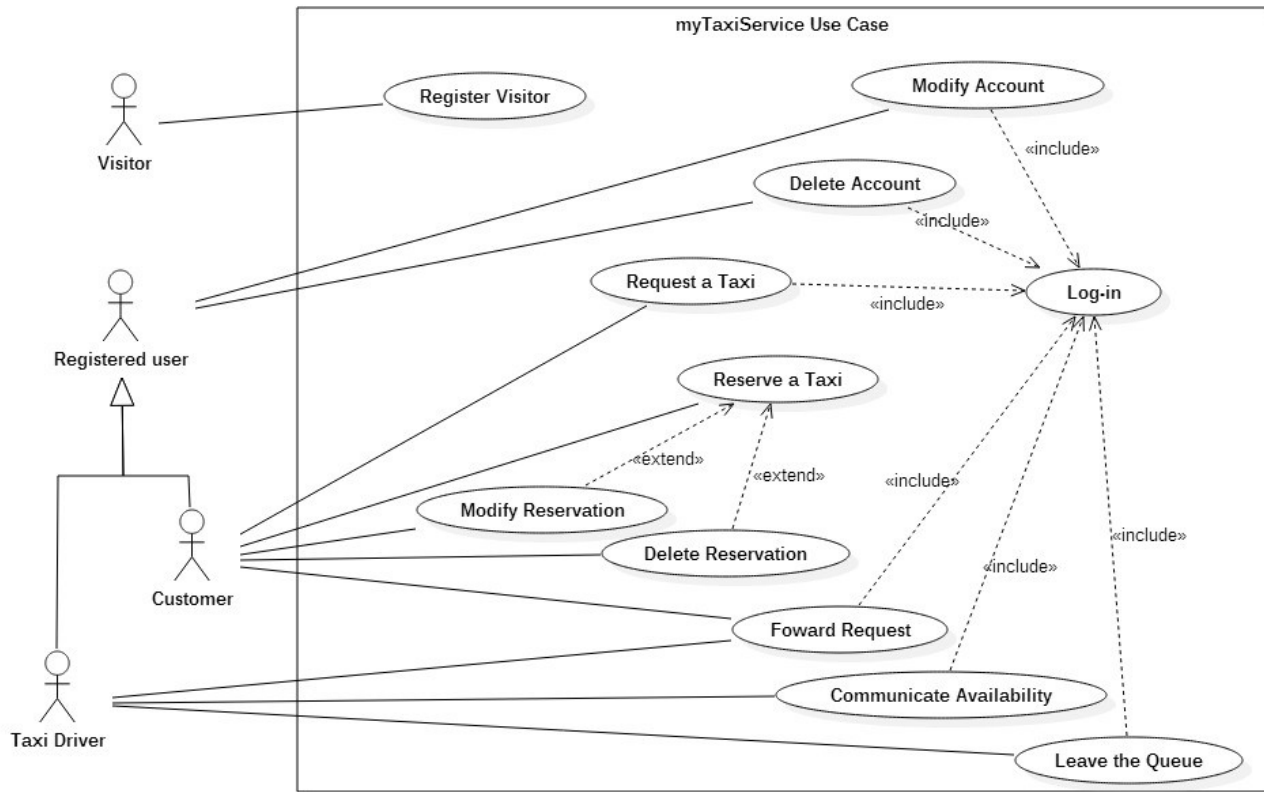 myTaxiService Use Case
Modify Account
Register Visitor
«include»
Visitor
Delete Account
«include»
Request a Taxi
Log-in
«include»
Registered user
Reserve a Taxi
«extend»
«extend»
«include»
Modify Reservation
«include»
Delete Reservation
«include»
Customer
Foward Request
Communicate Availability
Taxi Driver
Leave the Queue